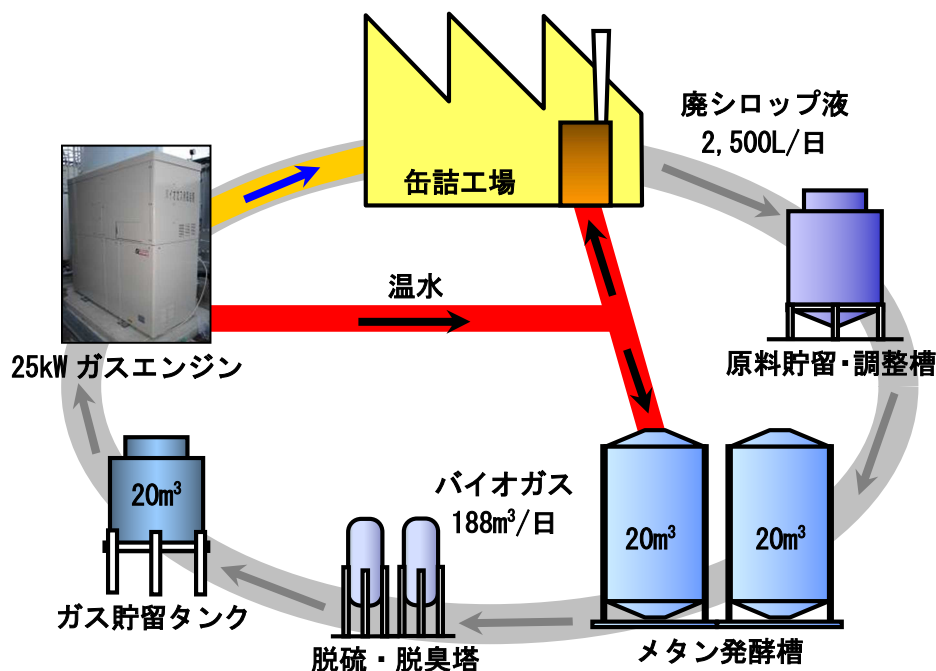 廃シロップ液
2,500L/日
缶詰工場
温水
25kW ガスエンジン
原料貯留・調整槽
バイオガス
188m³/日
20m³
20m³
20m³
ガス貯留タンク
脱硫・脱臭塔
メタン発酵槽